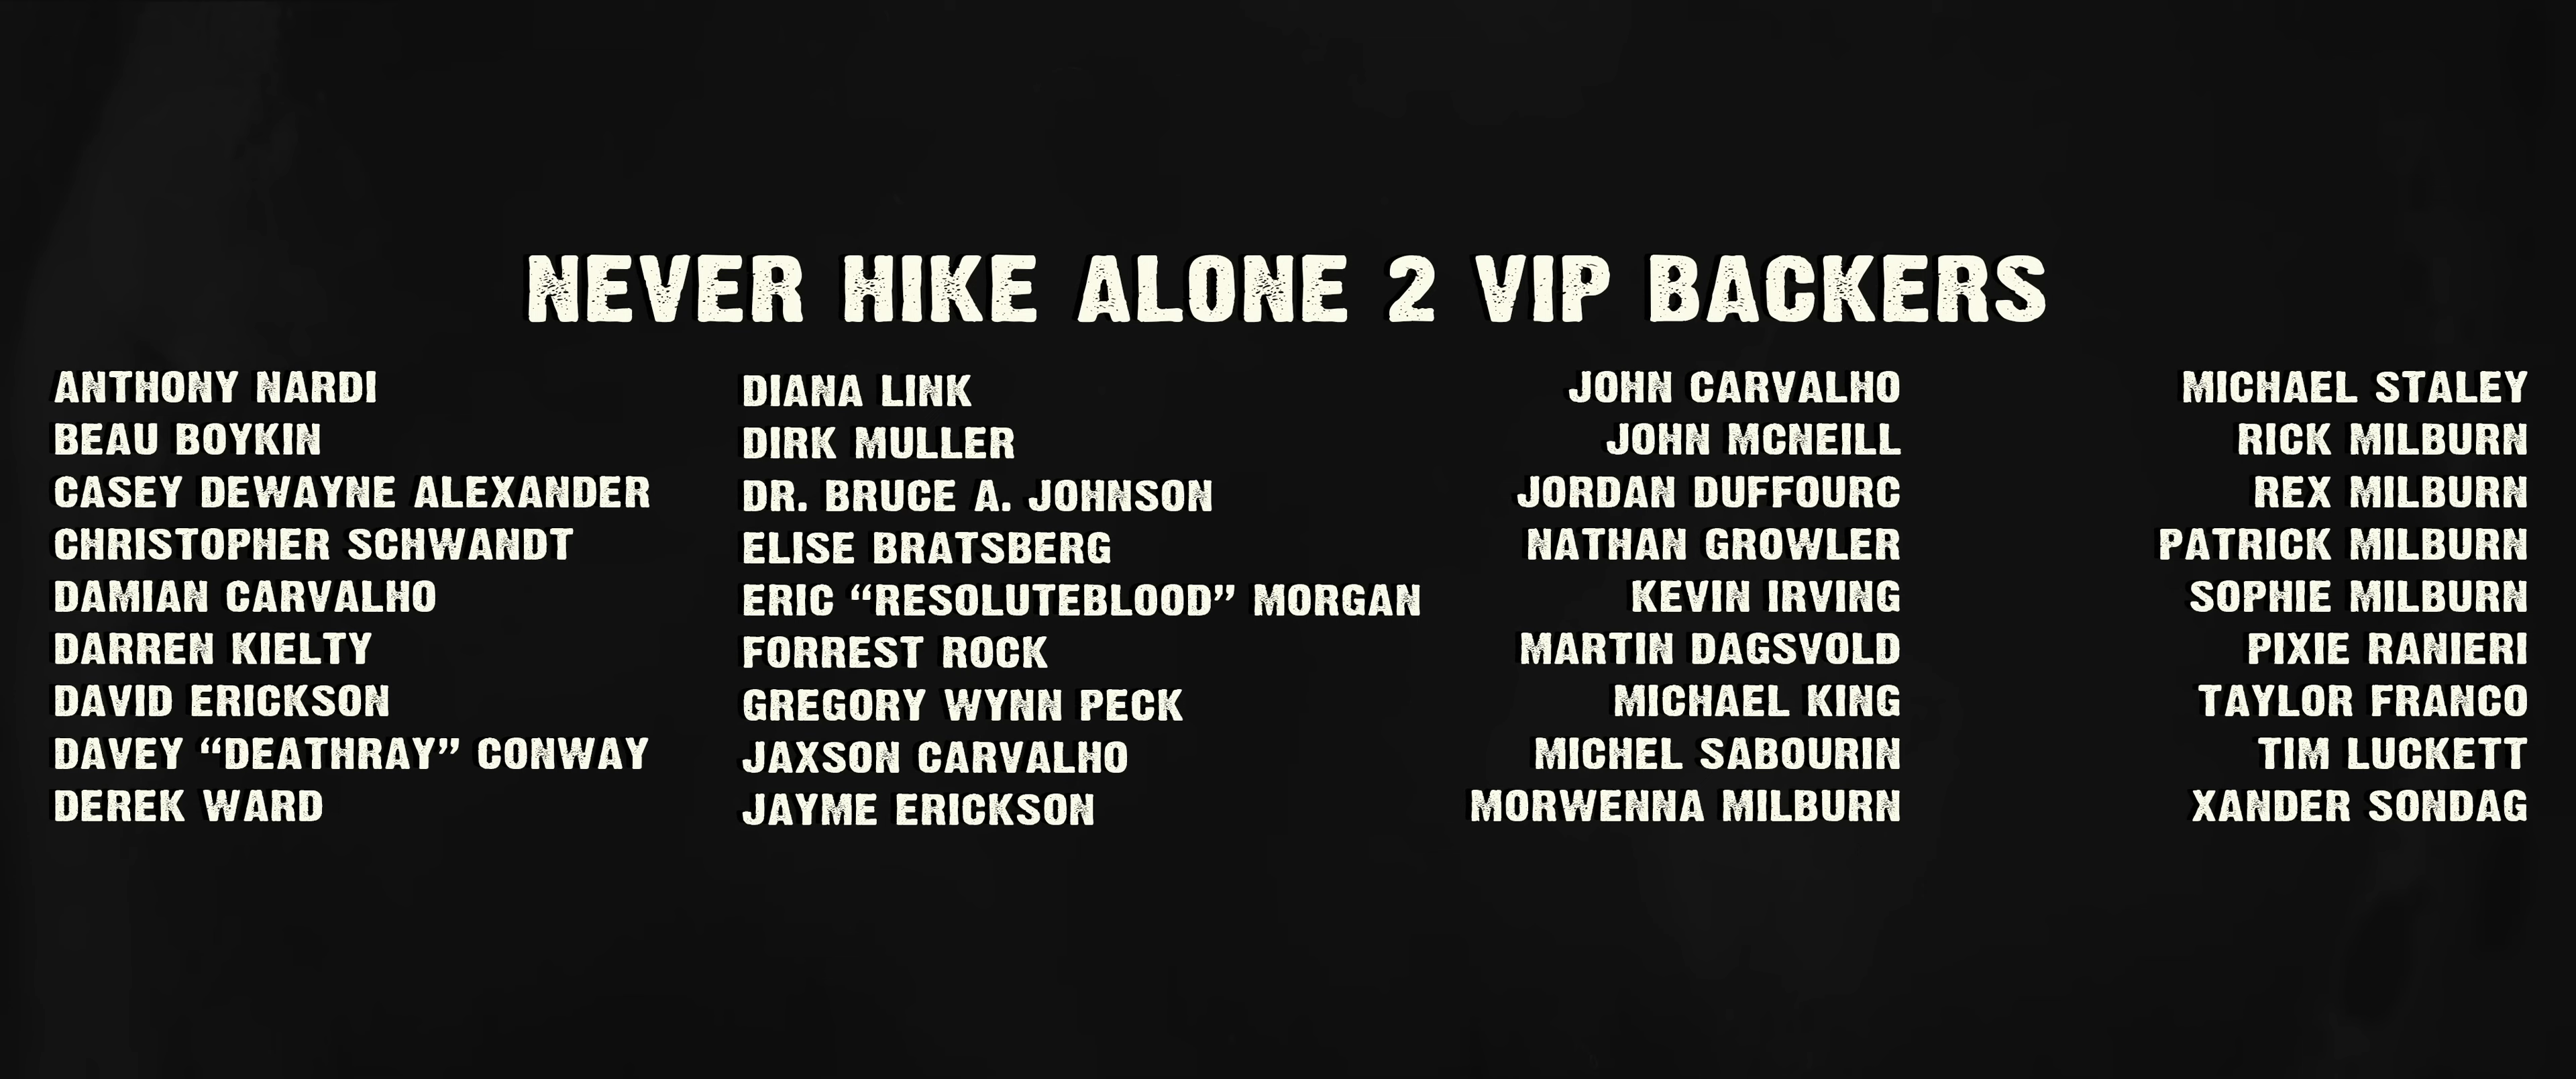 NEVER HIKE ALONE 2 VIP BACKERS
ANTHONY NARDI
BEAU BOYKIN
CASEY DEWAYNE ALEXANDER
CHRISTOPHER SCHWANDT
DAMIAN CARVALHO
DARREN KIELTY
DAVID ERICKSON
DAVEY “DEATHRAY” CONWAY
DEREK WARD
DIANA LINK
DIRK MULLER
DR. BRUCE A. JOHNSON
ELISE BRATSBERG
ERIC “RESOLUTEBLOOD” MORGAN
FORREST ROCK
GREGORY WYNN PECK
JAXSON CARVALHO
JAYME ERICKSON
JOHN CARVALHO
JOHN MCNEILL
JORDAN DUFFOURC
NATHAN GROWLER
KEVIN IRVING
MARTIN DAGSVOLD
MICHAEL KING
MICHEL SABOURIN
MORWENNA MILBURN
MICHAEL STALEY
RICK MILBURN
REX MILBURN
PATRICK MILBURN
SOPHIE MILBURN
PIXIE RANIERI
TAYLOR FRANCO
TIM LUCKETT
XANDER SONDAG